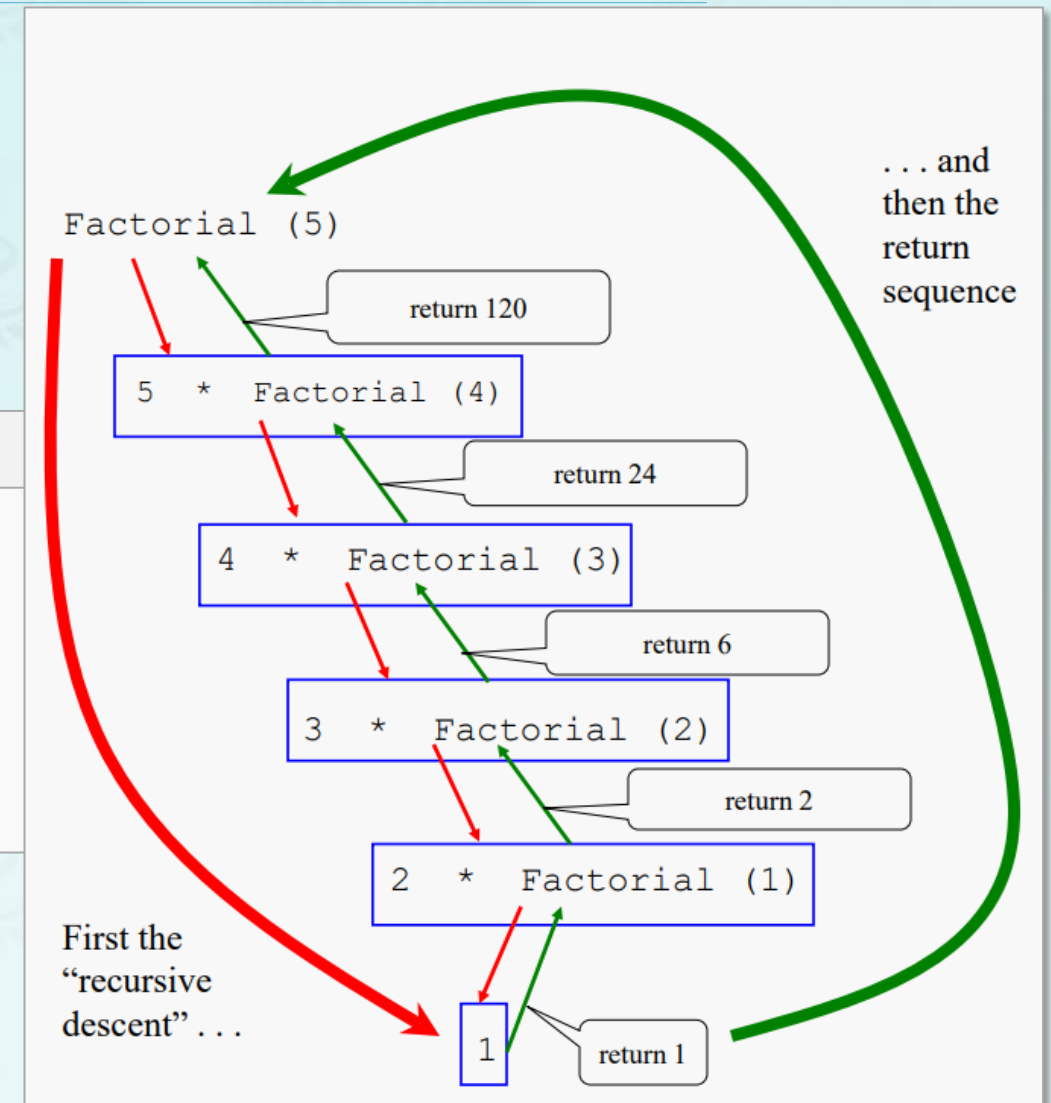 . . . and
then the
return
sequence
Factorial (5)
return 120
5 * Factorial (4)
return 24
4 * Factorial (3)
return 6
3 * Factorial (2)
return 2
2 * Factorial (1)
First the
“recursive
descent” . . .
1
return 1